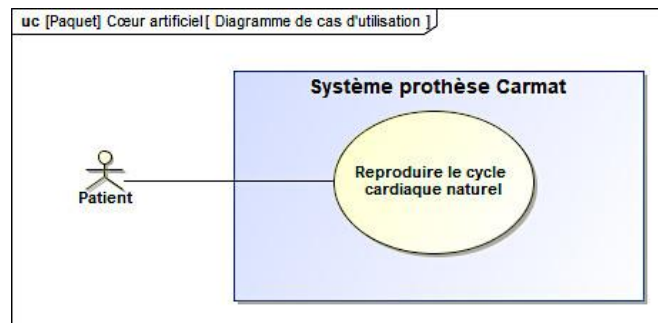 uc [Paquet] Cœur artificiel[ Diagramme de cas d'utilisation ]
Système prothèse Carmat
Reproduire le cycle
cardiaque naturel
Patient